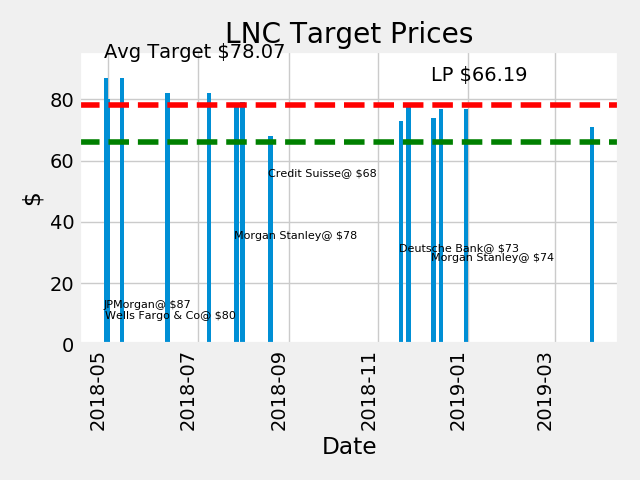 LNC Target Prices
Avg Target $78.07
LP $66.19
80
60
40
20
0
$
Credit Suisse@ $68
Morgan Stanley@ $78
Deutsche Bank@ $73
Morgan Stanley@ $74
JPMorgan@ $87
Wells Fargo & Co@ $80
2018-05
2018-07
2018-09
2018-11
2019-01
2019-03
Date